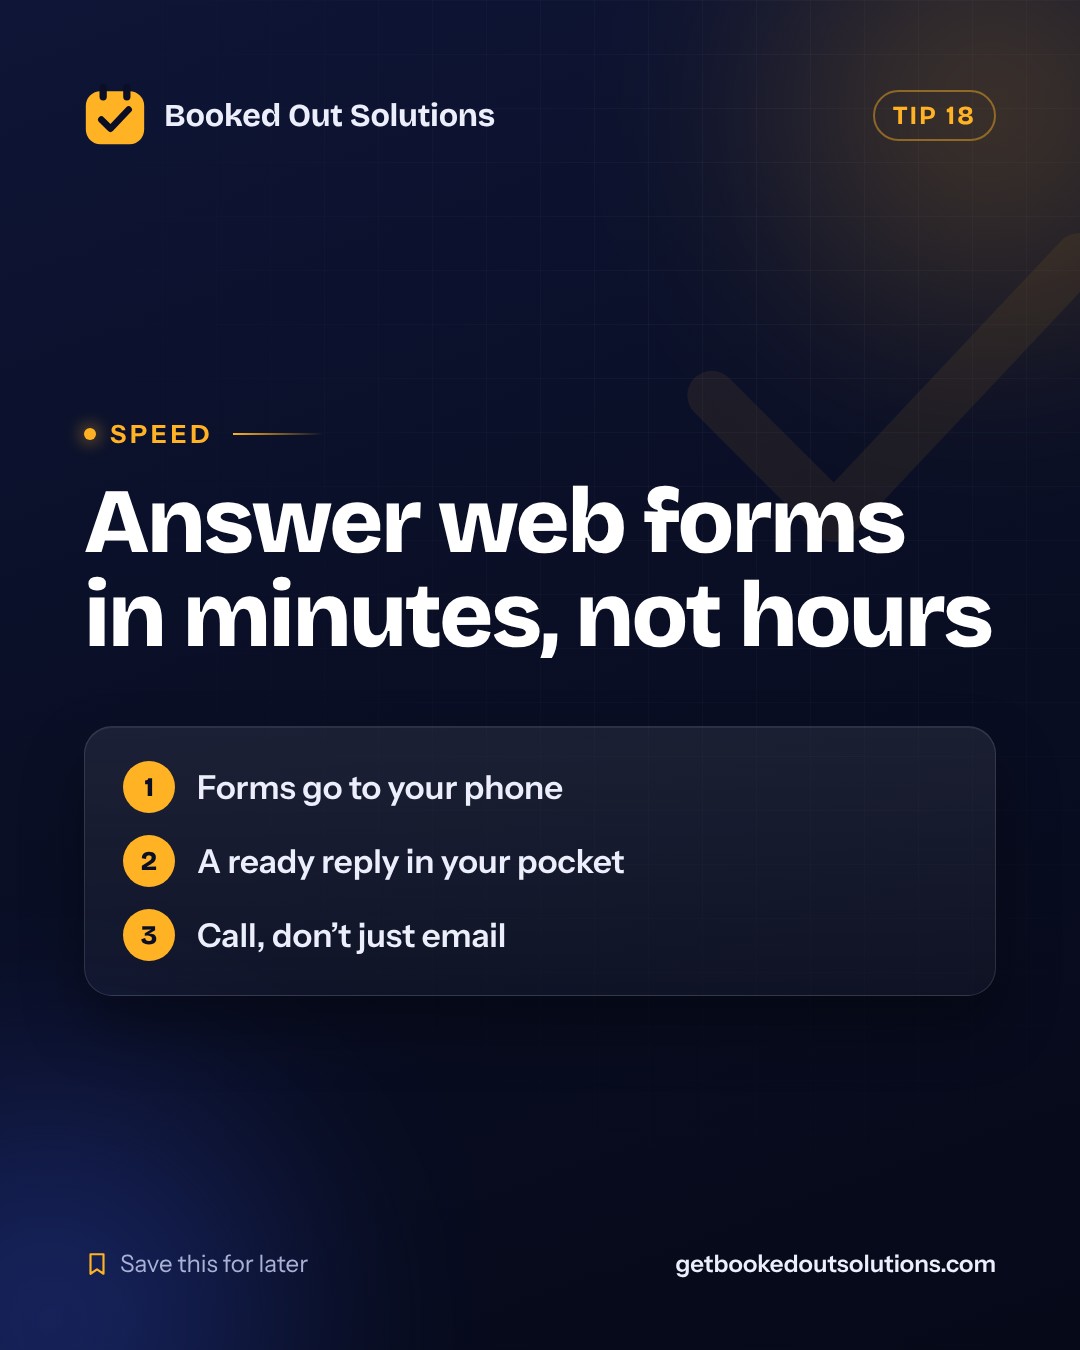 Booked Out Solutions
TIP 18
SPEED
Answer web forms
in minutes, not hours
1 Forms go to your phone
2 A ready reply in your pocket
3 Call, don’t just email
Save this for later
getbookedoutsolutions.com